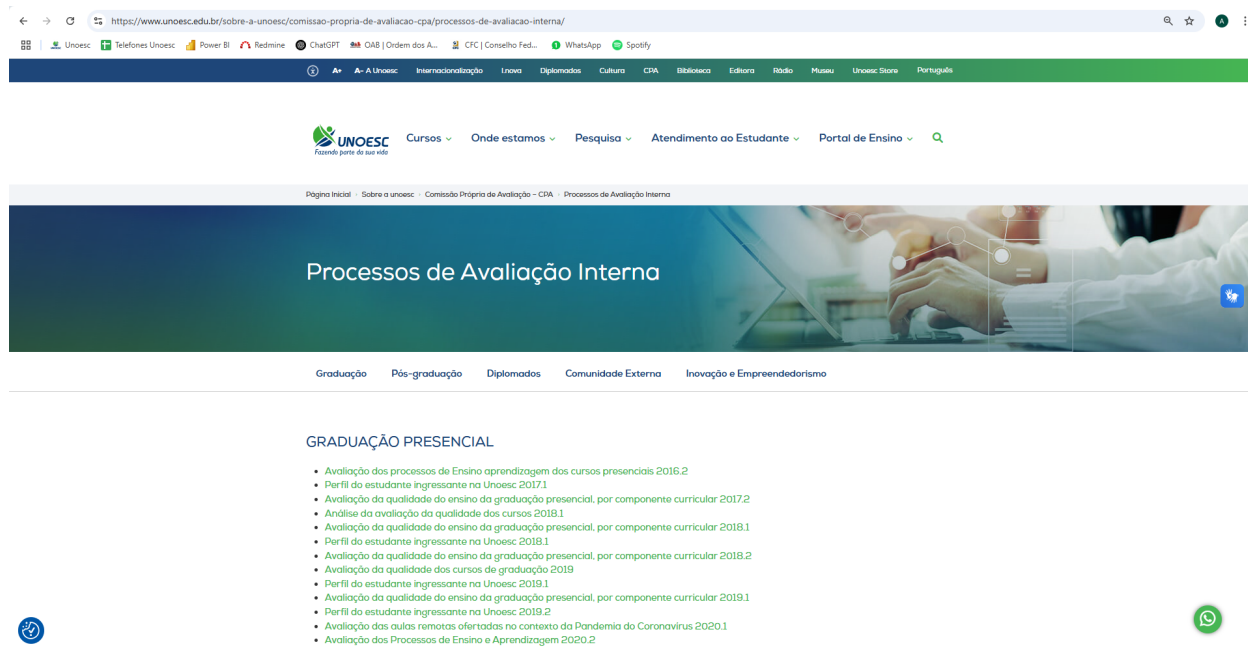 https://www.unoesc.edu.br/sobre-a-unoesc/comissao-propria-de-avaliacao-cpa/processos-de-avaliacao-interna/
A
Unoesc Telefones Unoesc Power BI Redmine ChatGPT OAB | Ordem dos A... CFC | Conselho Fed... WhatsApp Spotify
A+ A- A Unoesc Internacionalização I.nova Diplomados Cultura CPA Biblioteca Editora Rádio Museu Unoesc Store Português
UNOESC
Fazendo parte da sua vida
Cursos Onde estamos Pesquisa Atendimento ao Estudante Portal de Ensino
Página Inicial Sobre a unoesc Comissão Própria de Avaliação – CPA Processos de Avaliação Interna
Processos de Avaliação Interna
Graduação Pós-graduação Diplomados Comunidade Externa Inovação e Empreendedorismo
GRADUAÇÃO PRESENCIAL
Avaliação dos processos de Ensino aprendizagem dos cursos presenciais 2016.2
Perfil do estudante ingressante na Unoesc 2017.1
Avaliação da qualidade do ensino da graduação presencial, por componente curricular 2017.2
Análise da avaliação da qualidade dos cursos 2018.1
Avaliação da qualidade do ensino da graduação presencial, por componente curricular 2018.1
Perfil do estudante ingressante na Unoesc 2018.1
Avaliação da qualidade do ensino da graduação presencial, por componente curricular 2018.2
Avaliação da qualidade dos cursos de graduação 2019
Perfil do estudante ingressante na Unoesc 2019.1
Avaliação da qualidade do ensino da graduação presencial, por componente curricular 2019.1
Perfil do estudante ingressante na Unoesc 2019.2
Avaliação das aulas remotas ofertadas no contexto da Pandemia do Coronavirus 2020.1
Avaliação dos Processos de Ensino e Aprendizagem 2020.2